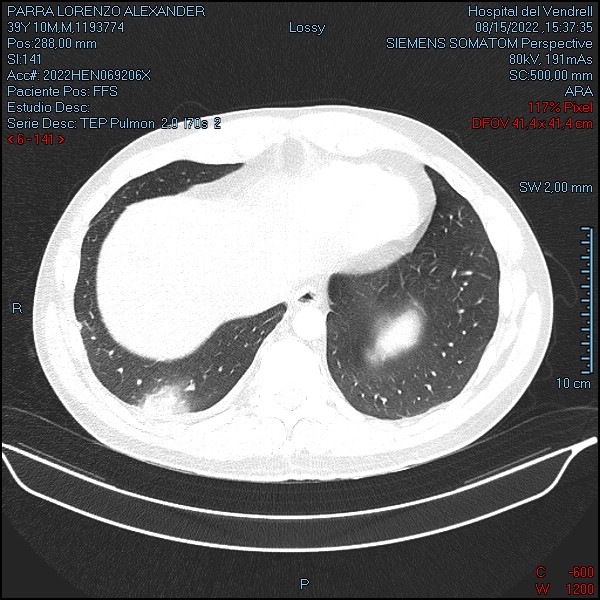 PARRA LORENZO ALEXANDER
39Y 10M,M,1193774
Pos:288,00 mm
SI:141
Acc#: 2022HEN069206X
Paciente Pos: FFS
Estudio Desc:
Serie Desc: TEP Pulmon 2.0 I70s 2
< 6 - 141 >
Lossy
Hospital del Vendrell
08/15/2022 ,15:37:35
SIEMENS SOMATOM Perspective
80kV, 191mAs
SC:500,00 mm
ARA
117% Pixel
DFOV 41,4 x 41,4 cm
SW 2,00 mm
R
10 cm
P
C -600
W 1200